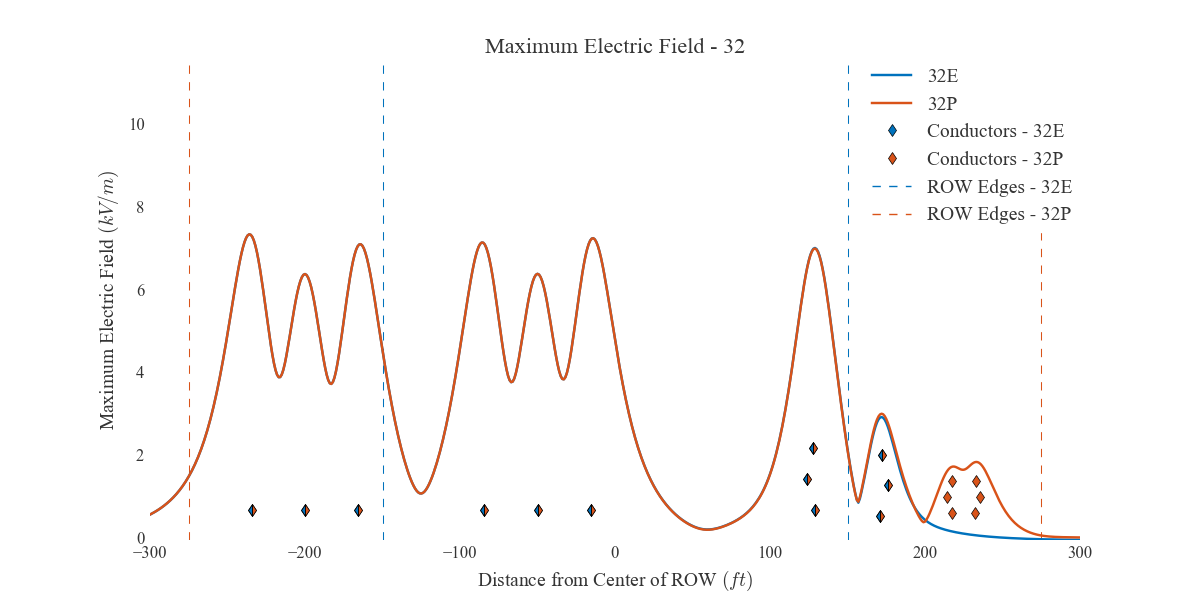 Maximum Electric Field - 32
32E
32P
Conductors - 32E
Conductors - 32P
ROW Edges - 32E
ROW Edges - 32P
Maximum Electric Field (kV/m)
10
8
6
4
2
0
−300
−200
−100
0
100
200
300
Distance from Center of ROW (ft)